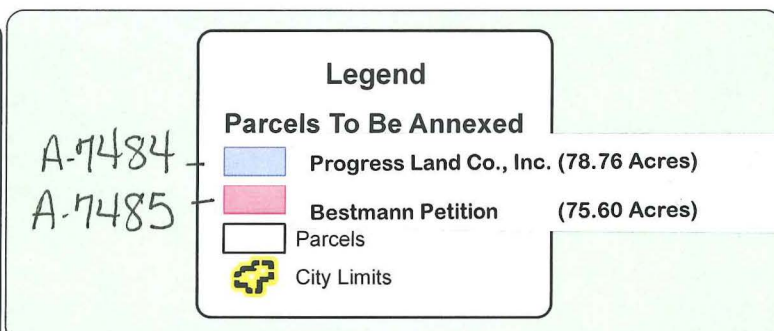 Legend
Parcels To Be Annexed
A-7484 - Progress Land Co., Inc. (78.76 Acres)
A-7485 - Bestmann Petition (75.60 Acres)
Parcels
City Limits